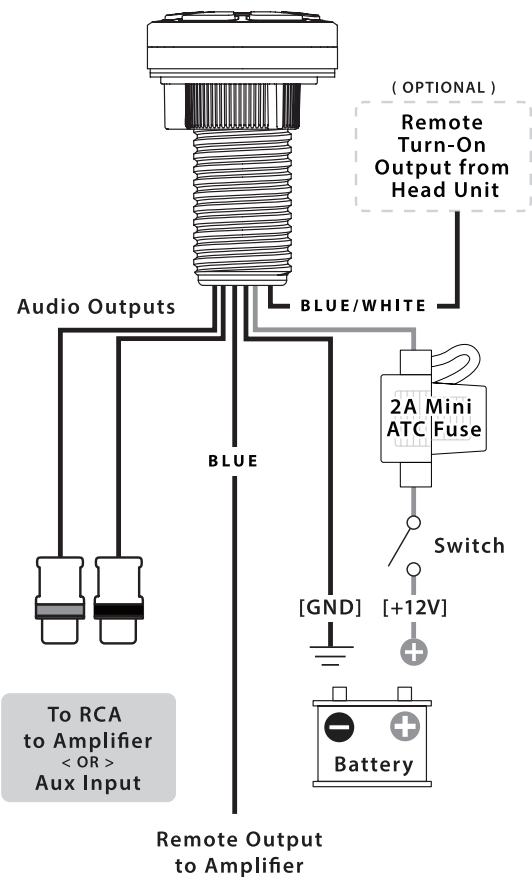 ( OPTIONAL )
Remote
Turn-On
Output from
Head Unit
Audio Outputs
BLUE/WHITE
2A Mini
ATC Fuse
BLUE
Switch
[GND] [+12V]
To RCA
to Amplifier
< OR >
Aux Input
Battery
Remote Output
to Amplifier